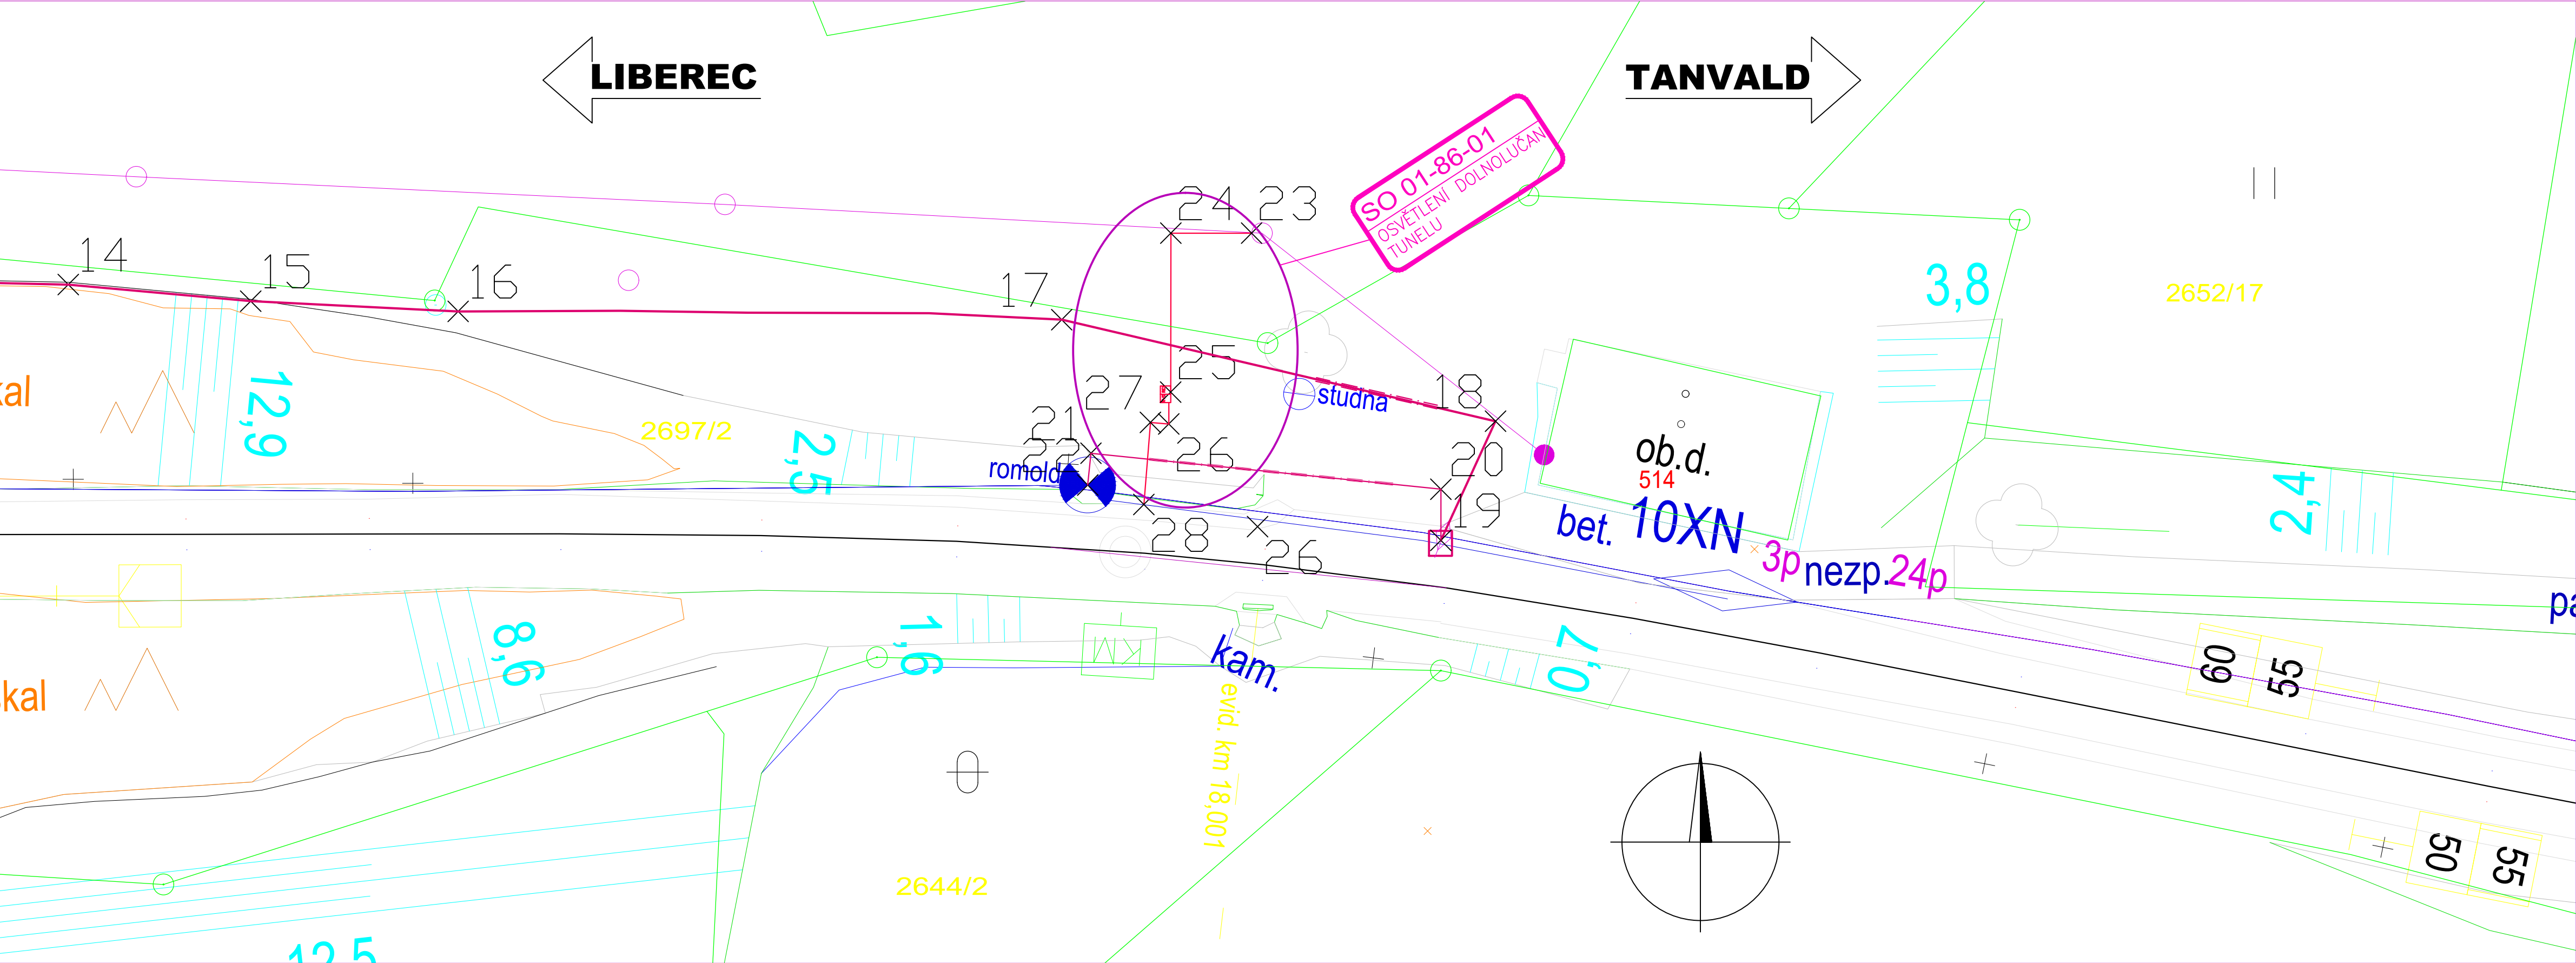 LIBEREC
TANVALD
SO 01-86-01
OSVĚTLENÍ DOLNOLUČAN
TUNELU
24
23
14
15
16
17
3,8
2652/17
12,9
2697/2
2,5
25
27
21
22
26
romold
studna
18
20
19
28
26
ob.d.
514
bet.
10XN
3p
nezp.
24p
2,4
8,6
1,6
KM
kam.
evid. km 18,001
0,7
60
55
50
55
2644/2
12,5